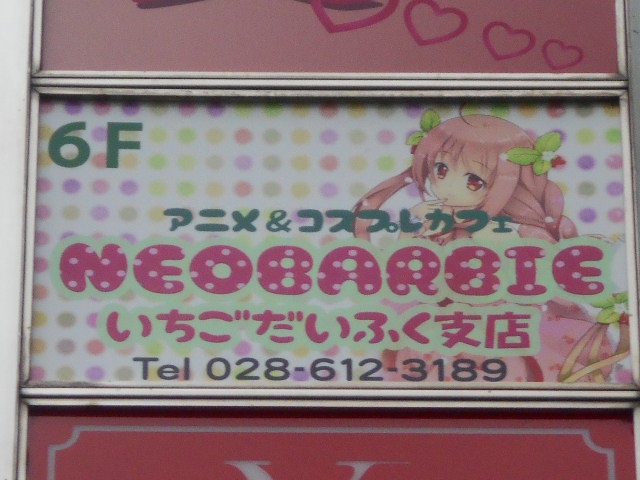 6F
アニメ&コスプレカフェ
NEOBARBIE
いちごだいふく支店
Tel 028-612-3189